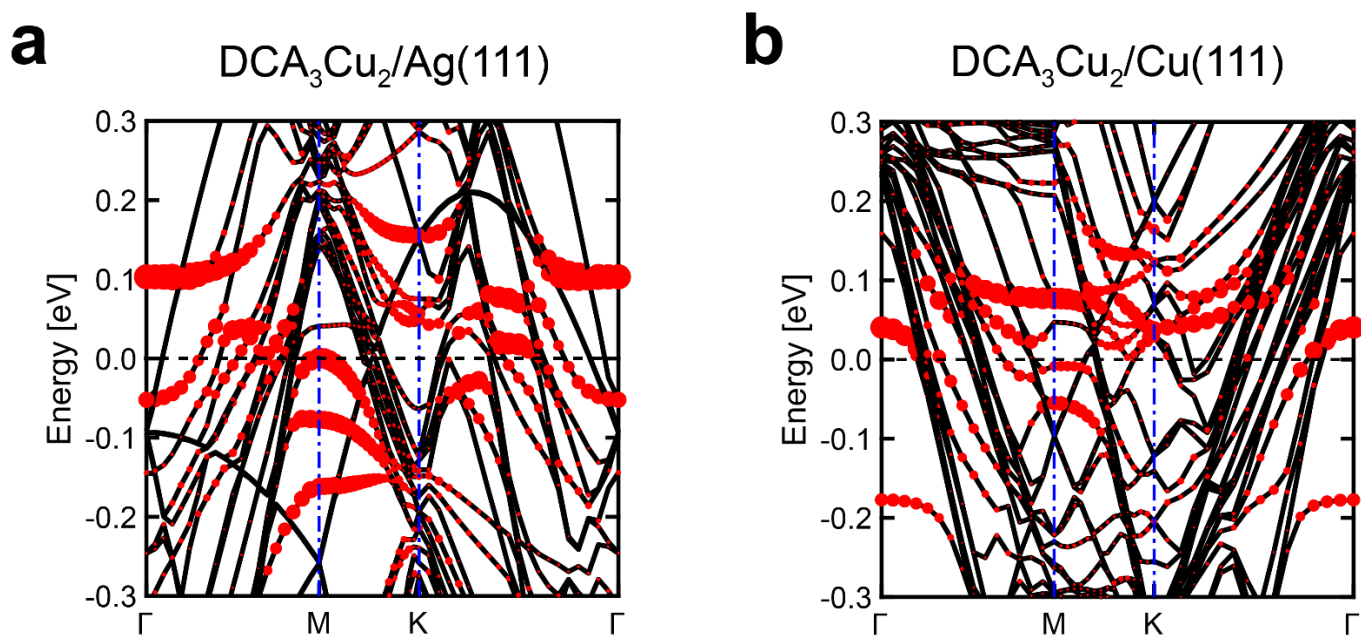 a
DCA₃Cu₂/Ag(111)
Energy [eV]
0.3
0.2
0.1
0.0
-0.1
-0.2
-0.3
Γ M K Γ
b
DCA₃Cu₂/Cu(111)
Energy [eV]
0.3
0.2
0.1
0.0
-0.1
-0.2
-0.3
Γ M K Γ